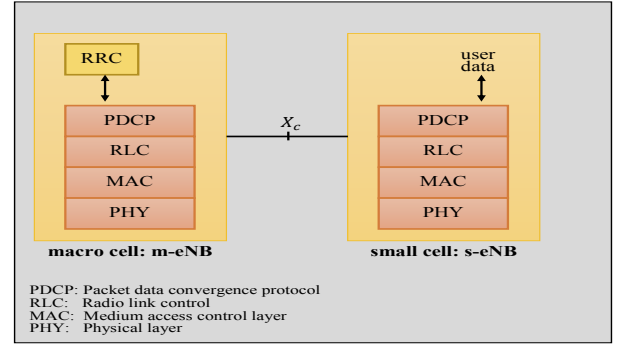 RRC
PDCP
RLC
MAC
PHY
macro cell: m-eNB
X_c
user
data
PDCP
RLC
MAC
PHY
small cell: s-eNB
PDCP: Packet data convergence protocol
RLC: Radio link control
MAC: Medium access control layer
PHY: Physical layer